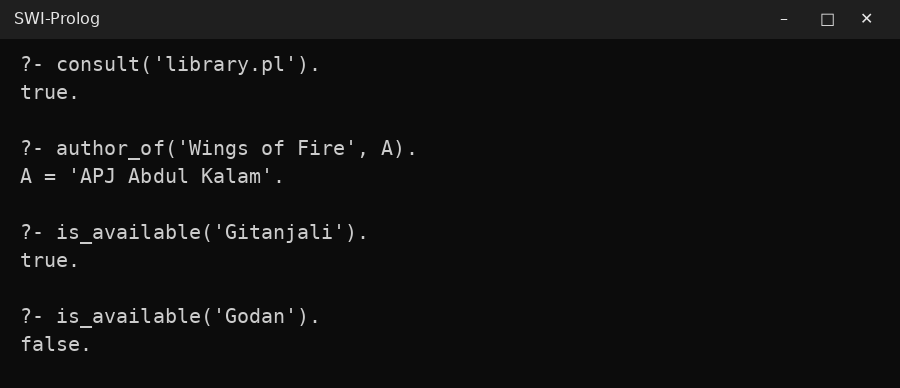 SWI-Prolog
?- consult('library.pl').
true.
?- author_of('Wings of Fire', A).
A = 'APJ Abdul Kalam'.
?- is_available('Gitanjali').
true.
?- is_available('Godan').
false.